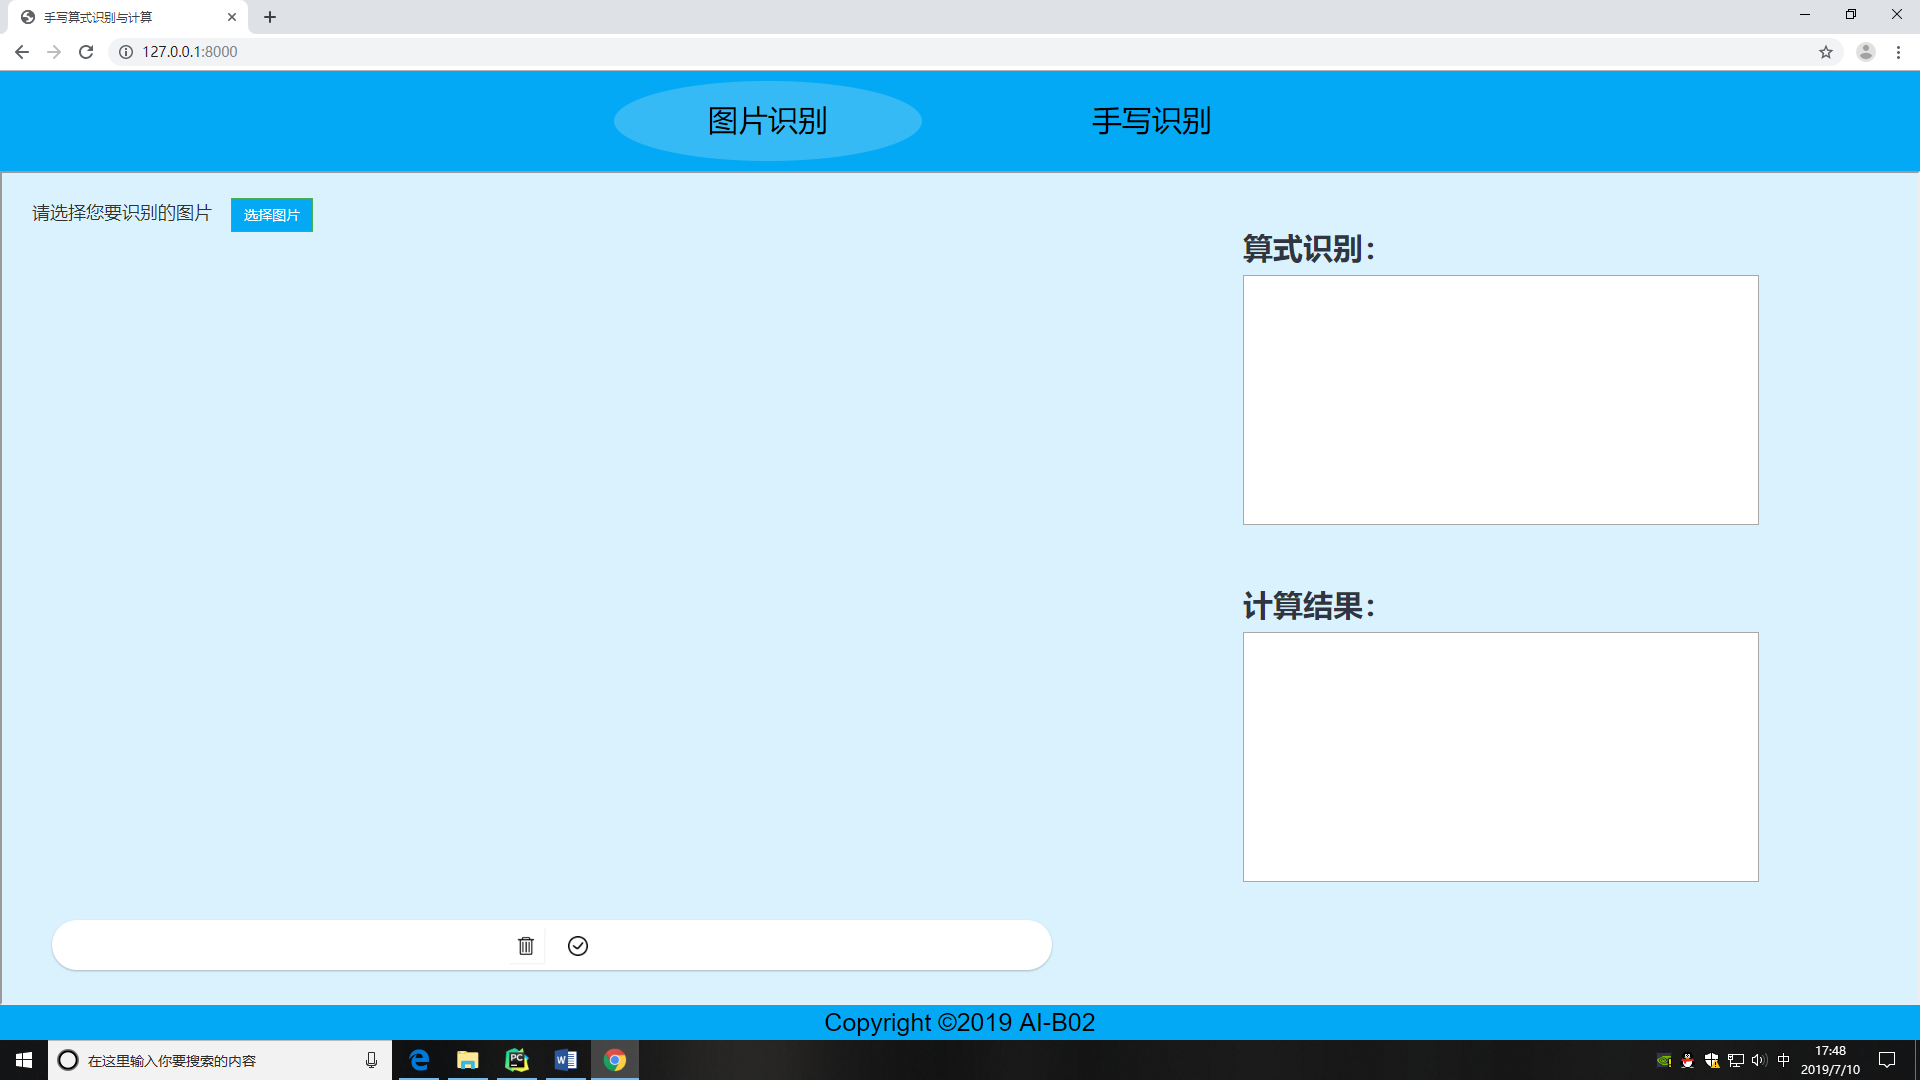 手写算式识别与计算
127.0.0.1:8000
图片识别
手写识别
请选择您要识别的图片
选择图片
算式识别：
计算结果：
Copyright ©2019 AI-B02
在这里输入你要搜索的内容
中
17:48
2019/7/10